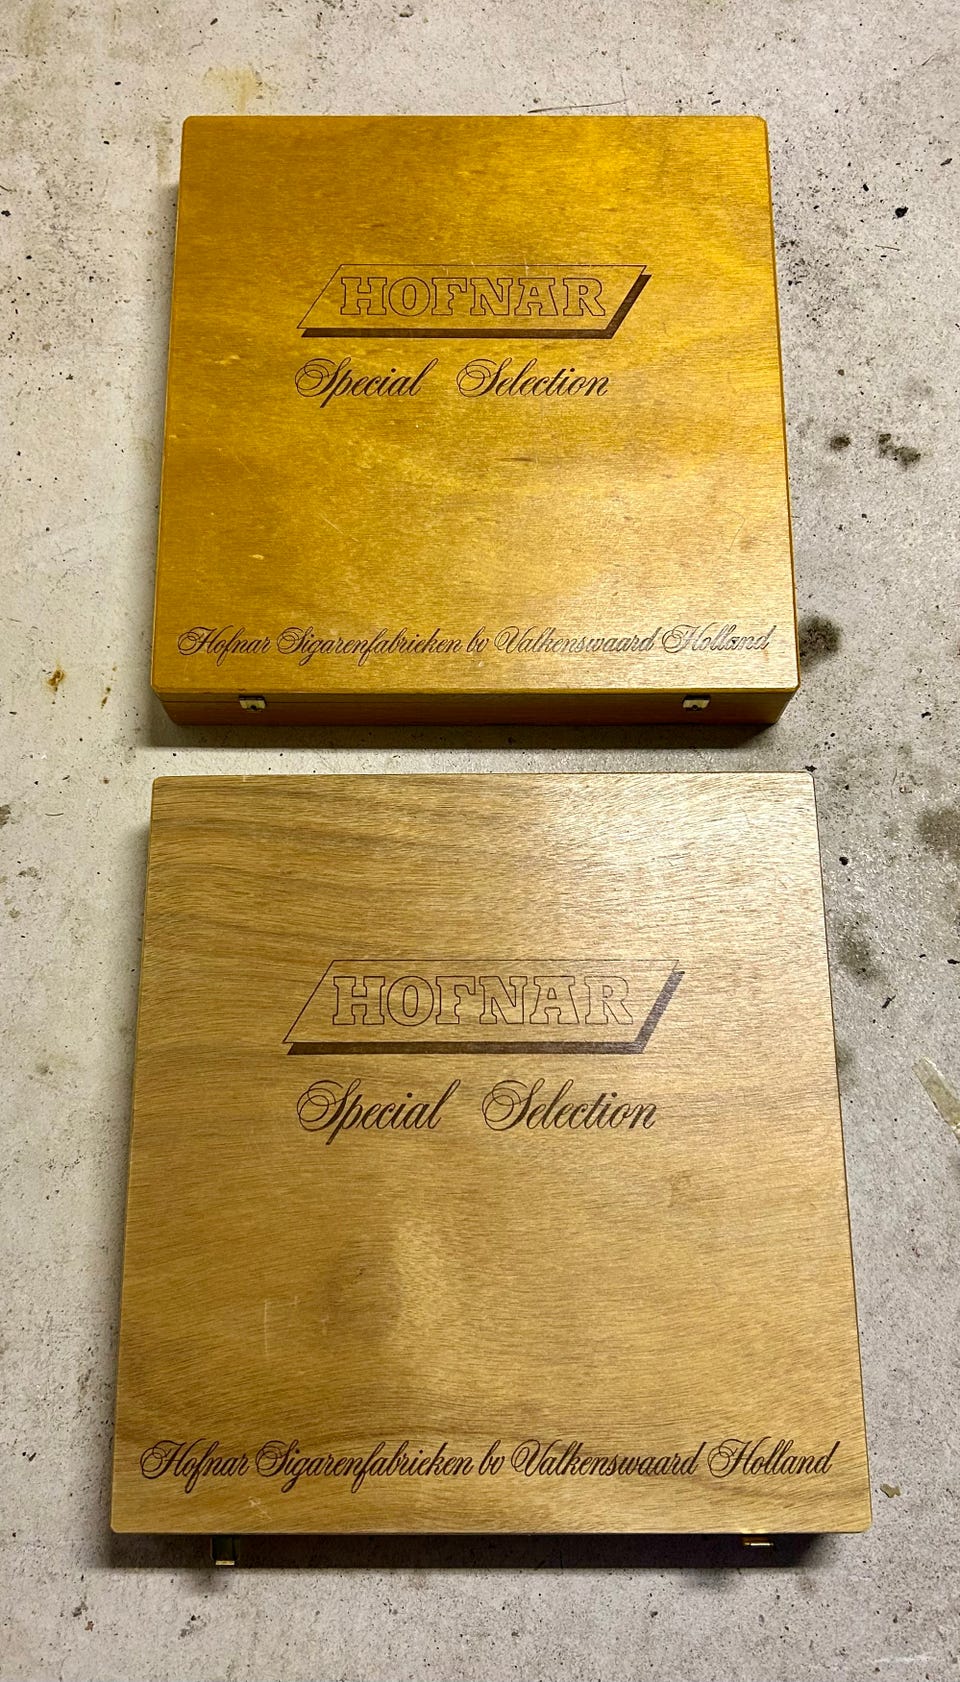 HOFNAR
Special Selection
Hofnar Sigarenfabrieken bv Valkenswaard Holland
HOFNAR
Special Selection
Hofnar Sigarenfabrieken bv Valkenswaard Holland